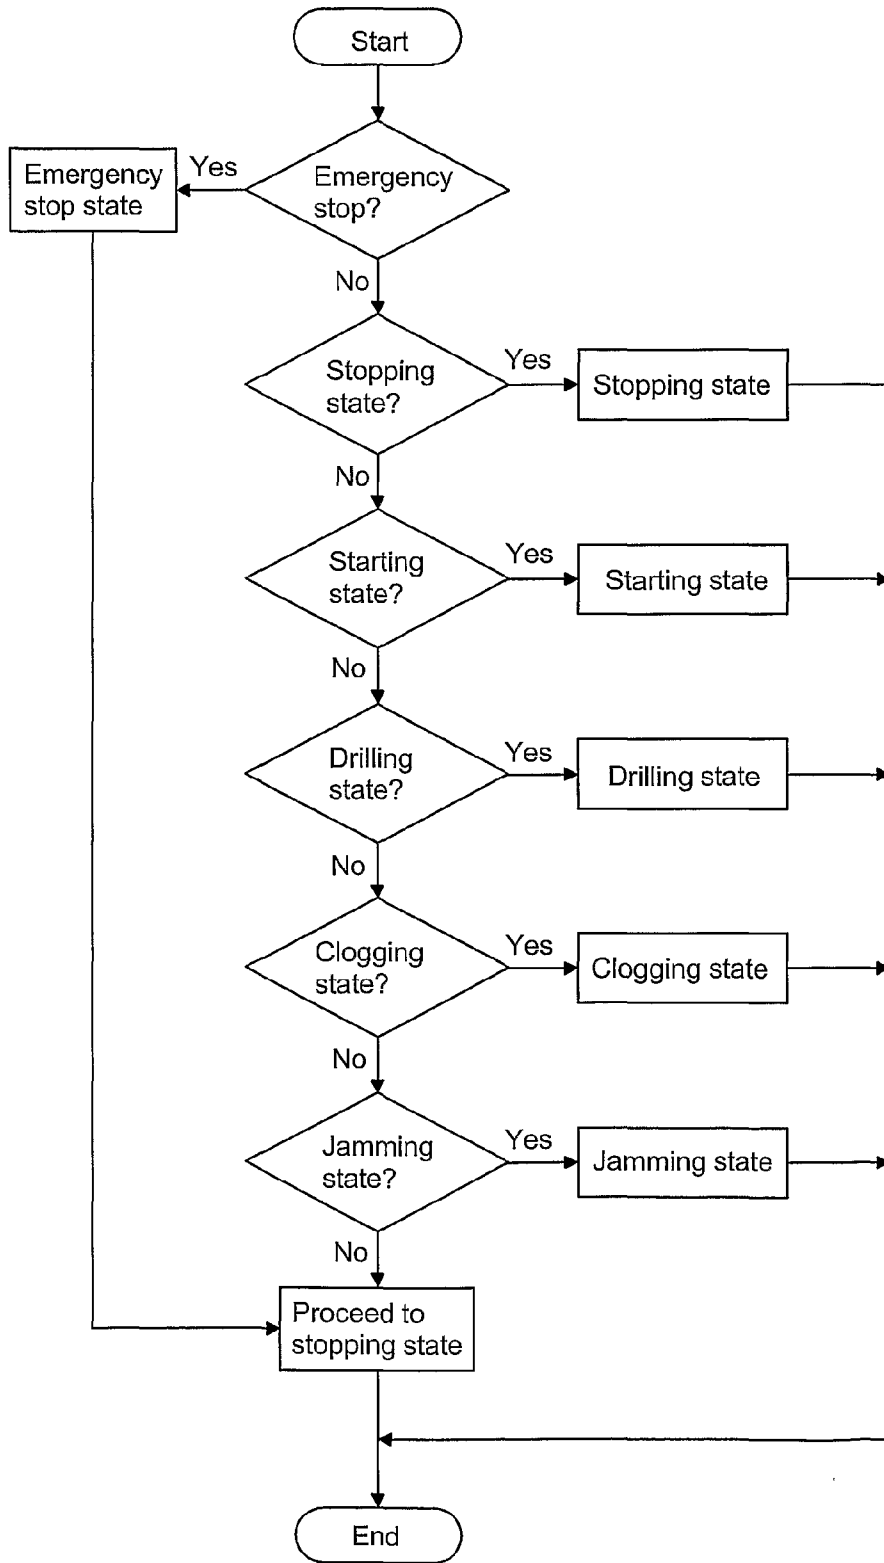 Start
Emergency
stop?
Yes
Emergency
stop state
No
Stopping
state?
Yes
Stopping state
No
Starting
state?
Yes
Starting state
No
Drilling
state?
Yes
Drilling state
No
Clogging
state?
Yes
Clogging state
No
Jamming
state?
Yes
Jamming state
No
Proceed to
stopping state
End